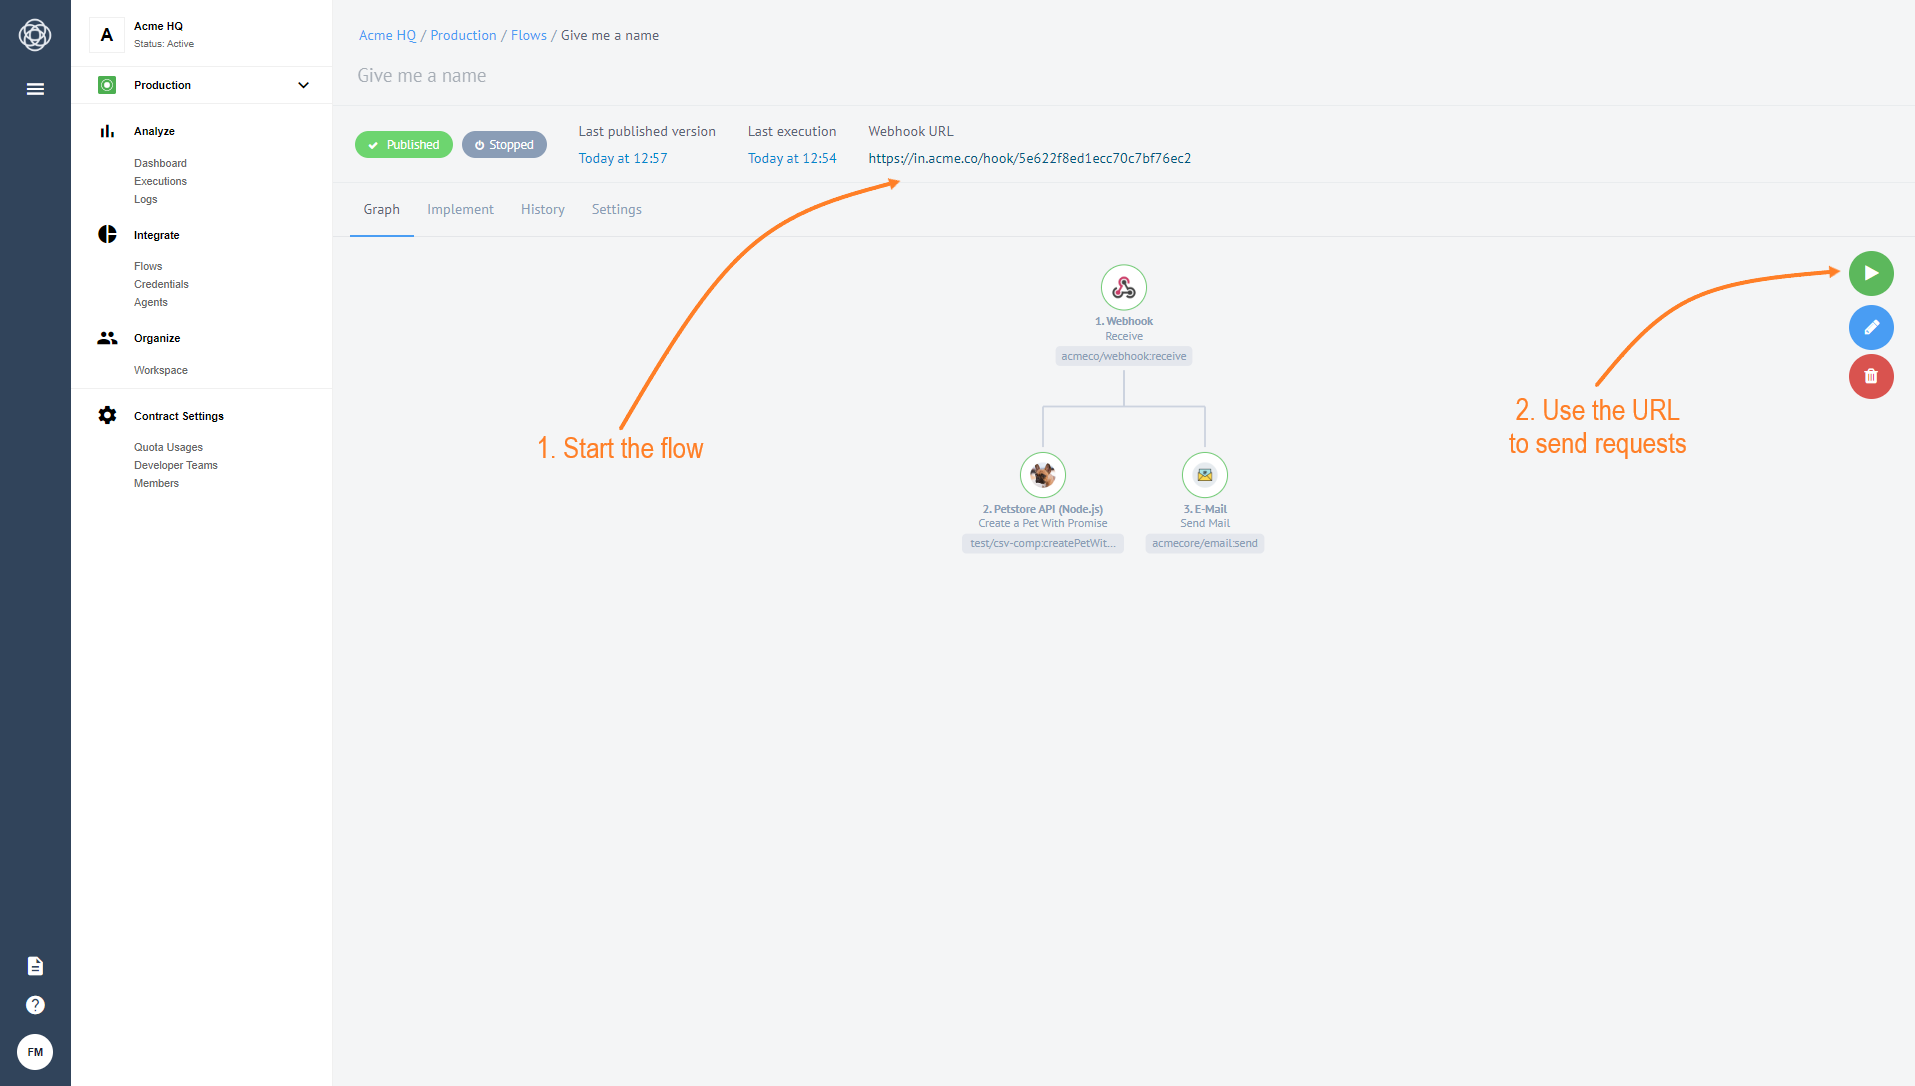 A
Acme HQ
Status: Active
Production
Analyze
Dashboard
Executions
Logs
Integrate
Flows
Credentials
Agents
Organize
Workspace
Contract Settings
Quota Usages
Developer Teams
Members
?
FM
Acme HQ / Production / Flows / Give me a name
Give me a name
Published
Stopped
Last published version
Today at 12:57
Last execution
Today at 12:54
Webhook URL
https://in.acme.co/hook/5e622f8ed1ecc70c7bf76ec2
Graph
Implement
History
Settings
1. Webhook
Receive
acmeco/webhook:receive
2. Petstore API (Node.js)
Create a Pet With Promise
test/csv-comp:createPetWit...
3. E-Mail
Send Mail
acmecore/email:send
1. Start the flow
2. Use the URL
to send requests